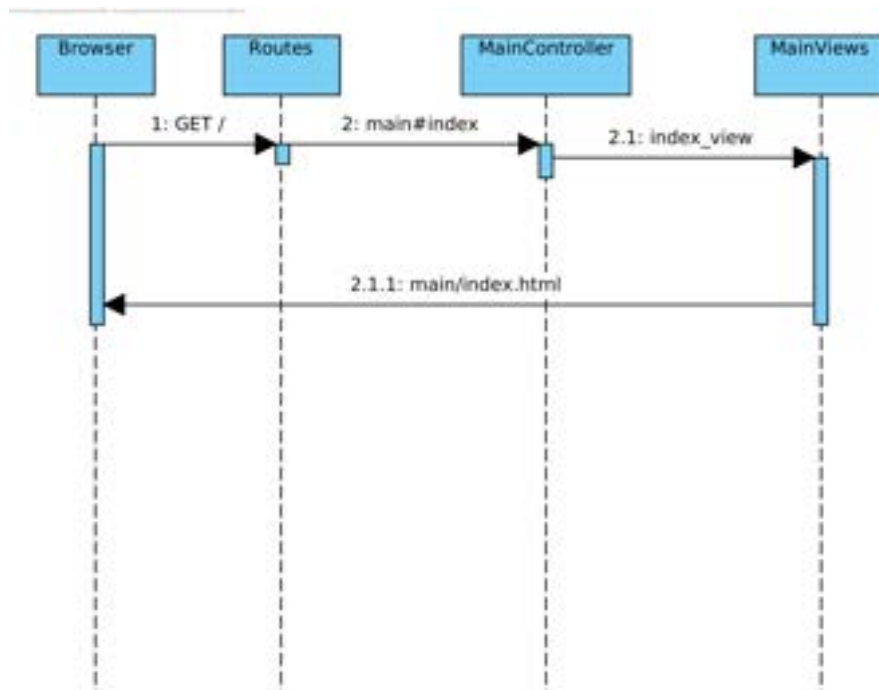 Browser
Routes
MainController
MainViews
1: GET /
2: main#index
2.1: index_view
2.1.1: main/index.html